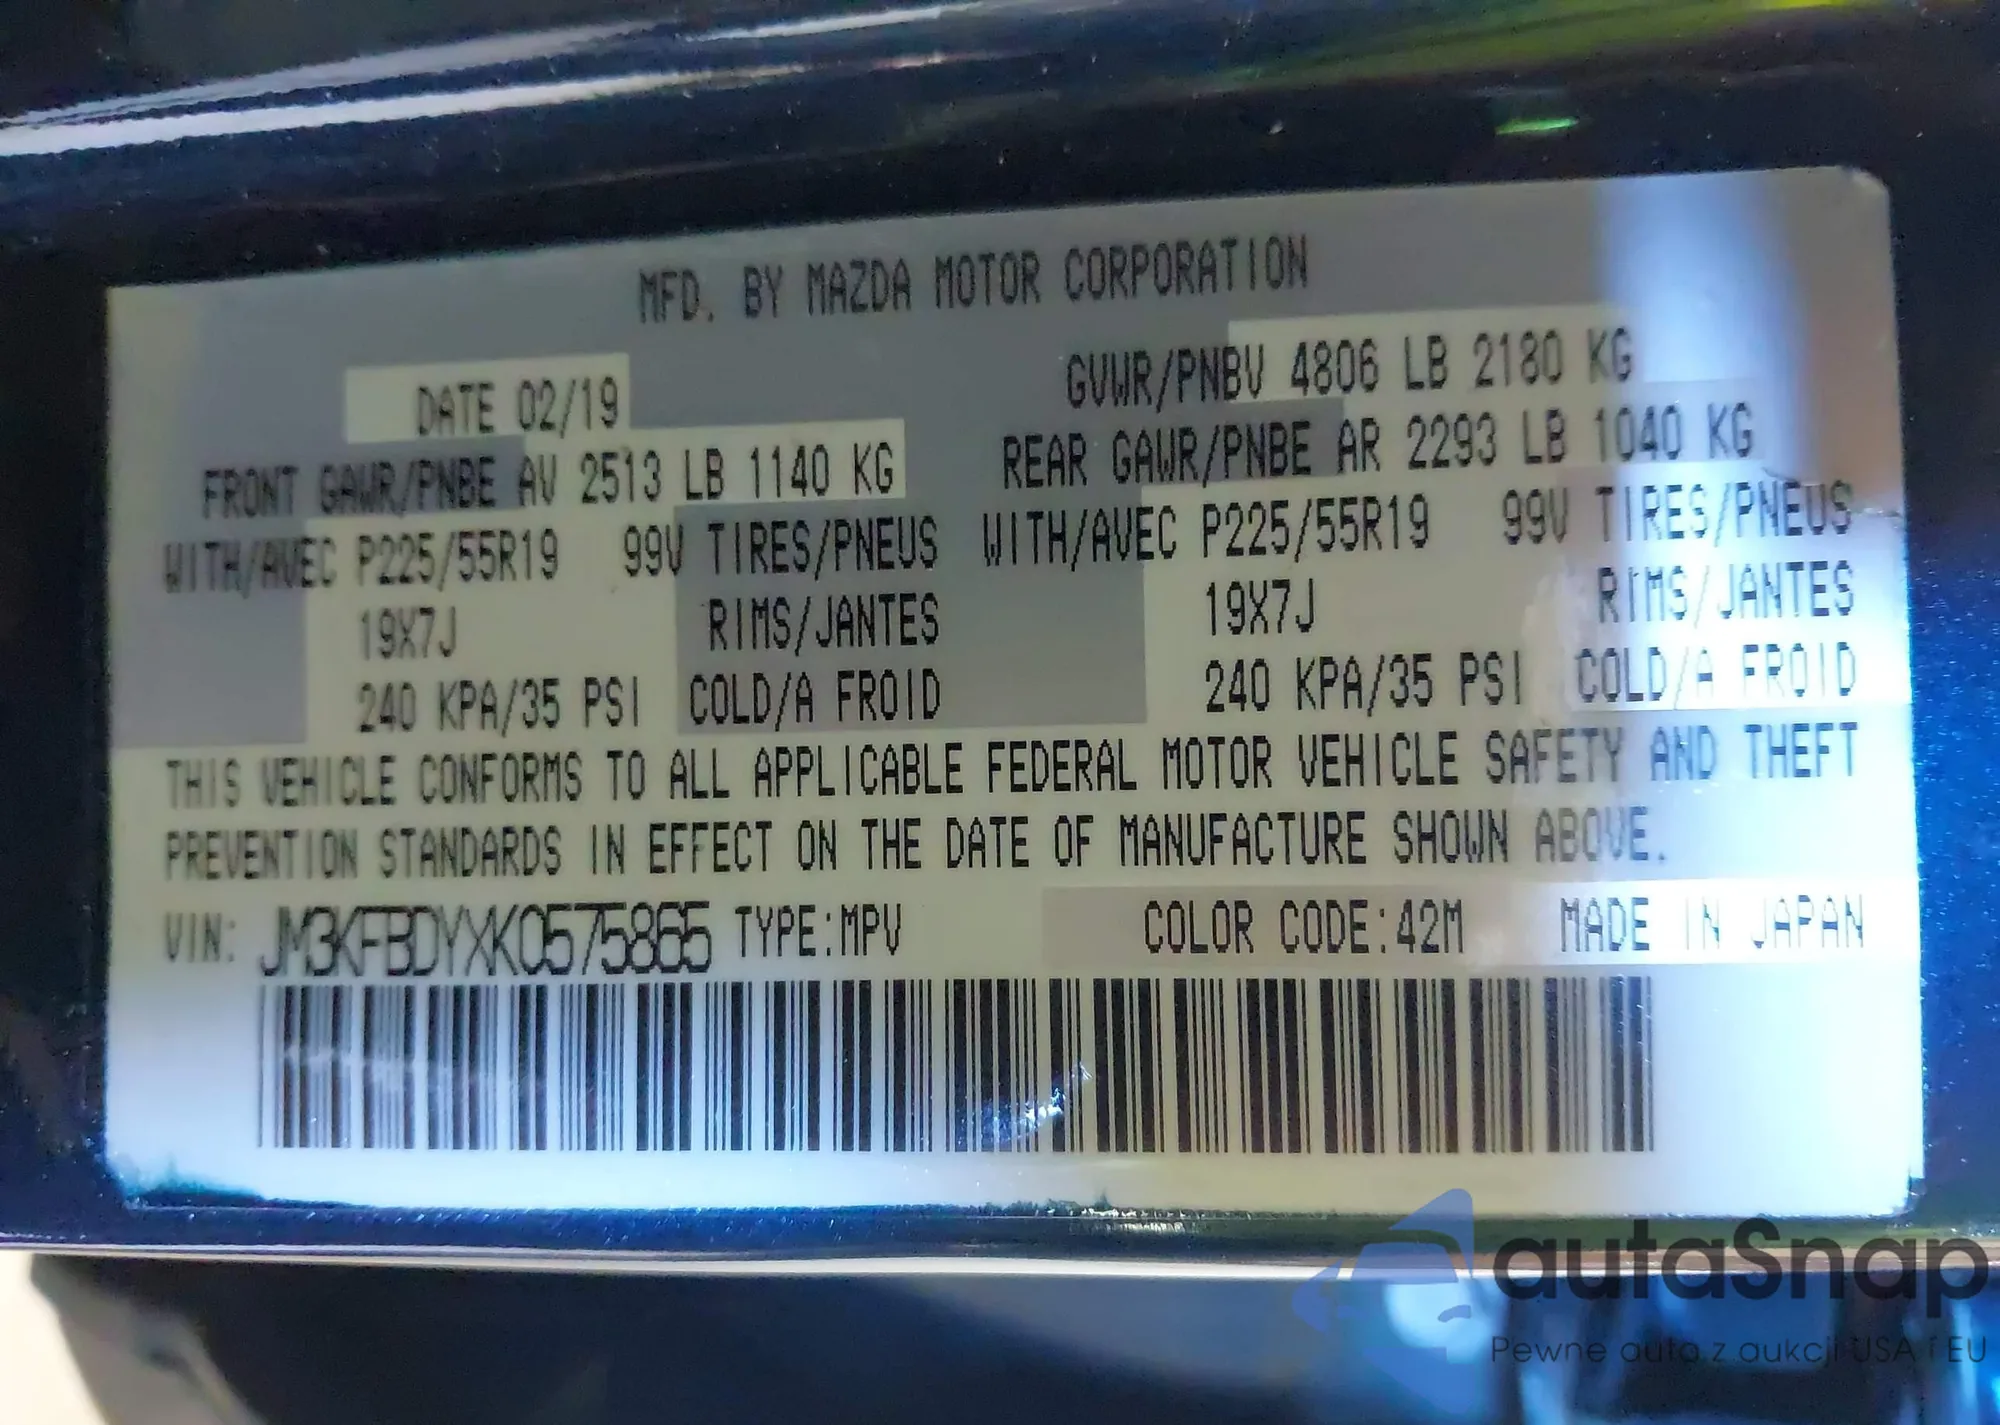 MFD. BY MAZDA MOTOR CORPORATION
DATE 02/19 GVWR/PNBV 4806 LB 2180 KG
FRONT GAWR/PNBE AV 2513 LB 1140 KG REAR GAWR/PNBE AR 2293 LB 1040 KG
WITH/AVEC P225/55R19 99V TIRES/PNEUS WITH/AVEC P225/55R19 99V TIRES/PNEUS
19X7J RIMS/JANTES 19X7J RIMS/JANTES
240 KPA/35 PSI COLD/A FROID 240 KPA/35 PSI COLD/A FROID
THIS VEHICLE CONFORMS TO ALL APPLICABLE FEDERAL MOTOR VEHICLE SAFETY AND THEFT
PREVENTION STANDARDS IN EFFECT ON THE DATE OF MANUFACTURE SHOWN ABOVE.
VIN: JM3KFBDYXK0575865 TYPE:MPV COLOR CODE:42M MADE IN JAPAN
autaSnap
Pewne auta z aukcji USA i EU